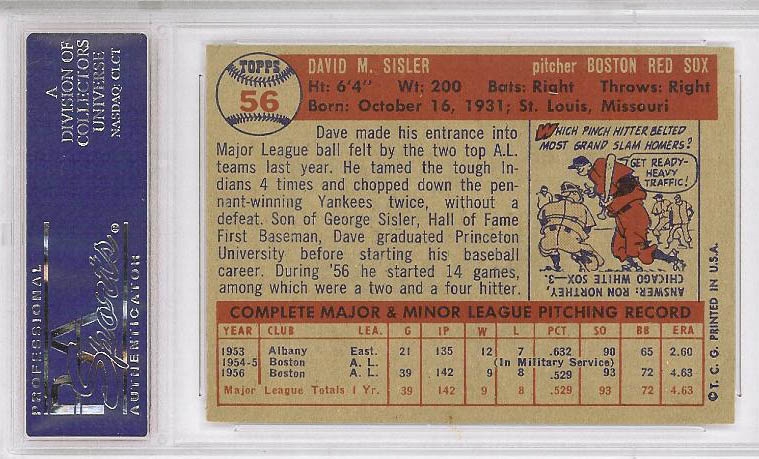 A
DIVISION OF
COLLECTORS
UNIVERSE
NASDAQ: CLCT
PROFESSIONAL
PSA
Sports
®
AUTHENTICATOR
TOPPS
56
DAVID M. SISLER pitcher BOSTON RED SOX
Ht: 6'4" Wt: 200 Bats: Right Throws: Right
Born: October 16, 1931; St. Louis, Missouri
Dave made his entrance into
Major League ball felt by the two top A.L.
teams last year. He tamed the tough In-
dians 4 times and chopped down the pen-
nant-winning Yankees twice, without a
defeat. Son of George Sisler, Hall of Fame
First Baseman, Dave graduated Princeton
University before starting his baseball
career. During '56 he started 14 games,
among which were a two and a four hitter.
WHICH PINCH HITTER BELTED
MOST GRAND SLAM HOMERS?
GET READY-
HEAVY
TRAFFIC!
ANSWER: RON NORTHEY,
CHICAGO WHITE SOX-3
COMPLETE MAJOR & MINOR LEAGUE PITCHING RECORD
YEAR CLUB LEA. G IP W L PCT SO BB ERA
1953 Albany East. 21 135 12 7 .632 90 65 2.60
1954-5 Boston A. L. (In Military Service)
1956 Boston A. L. 39 142 9 8 .529 93 72 4.63
Major League Totals 1 Yr. 39 142 9 8 .529 93 72 4.63
© T. C. G. PRINTED IN U.S.A.